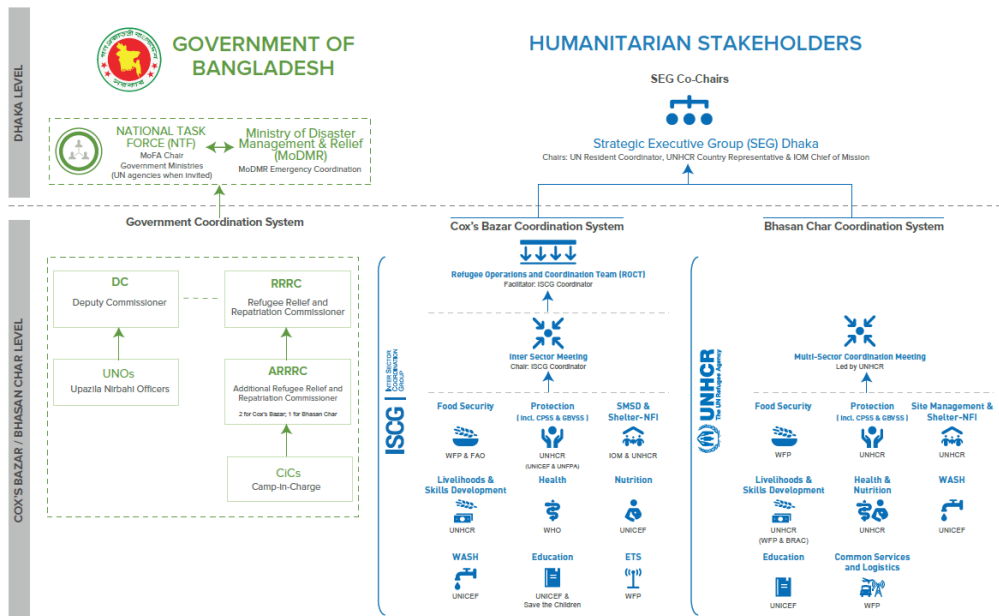 DHAKA LEVEL
GOVERNMENT OF
BANGLADESH
HUMANITARIAN STAKEHOLDERS
SEG Co-Chairs
NATIONAL TASK
FORCE (NTF)
MoFA Chair
Government Ministries
(UN agencies when invited)
Ministry of Disaster
Management & Relief
(MoDMR)
MoDMR Emergency Coordination
Strategic Executive Group (SEG) Dhaka
Chairs: UN Resident Coordinator, UNHCR Country Representative & IOM Chief of Mission
COX'S BAZAR / BHASAN CHAR LEVEL
Government Coordination System
DC
Deputy Commissioner
RRRC
Refugee Relief and
Repatriation Commissioner
UNOs
Upazila Nirbahi Officers
ARRRC
Additional Refugee Relief and
Repatriation Commissioner
2 for Cox's Bazar; 1 for Bhasan Char
CICs
Camp-In-Charge
Cox's Bazar Coordination System
ISCG
INTER SECTOR
COORDINATION
GROUP
Refugee Operations and Coordination Team (ROCT)
Facilitator: ISCG Coordinator
Inter Sector Meeting
Chair: ISCG Coordinator
Food Security
WFP & FAO
Protection
( incl. CPSS & GBVSS )
UNHCR
(UNICEF & UNFPA)
SMSD &
Shelter-NFI
IOM & UNHCR
Livelihoods &
Skills Development
UNHCR
Health
WHO
Nutrition
UNICEF
WASH
UNICEF
Education
UNICEF &
Save the Children
ETS
WFP
Bhasan Char Coordination System
UNHCR
The UN Refugee Agency
Multi-Sector Coordination Meeting
Led by UNHCR
Food Security
WFP
Protection
( incl. CPSS & GBVSS )
UNHCR
Site Management &
Shelter-NFI
UNHCR
Livelihoods &
Skills Development
UNHCR
(WFP & BRAC)
Health &
Nutrition
UNHCR
WASH
UNICEF
Education
UNICEF
Common Services
and Logistics
WFP